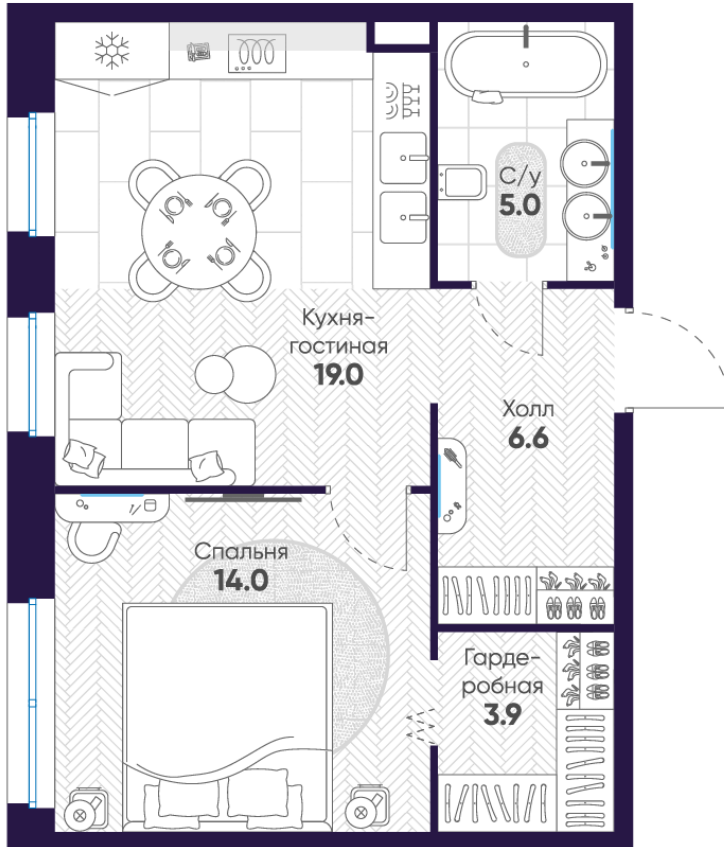 С/у
5.0
Кухня-
гостиная
19.0
Холл
6.6
Спальня
14.0
Гарде-
робная
3.9